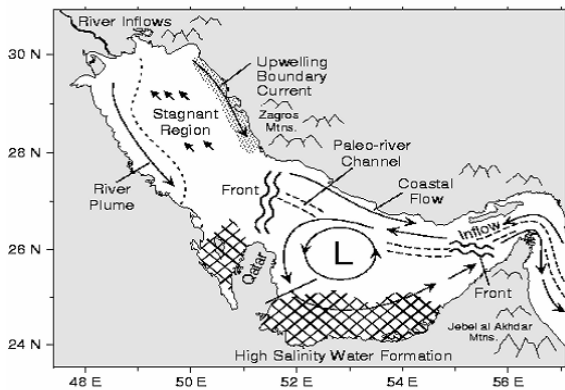 River Inflows
Upwelling
Boundary
Current
Stagnant
Region
Zagros
Mtns.
Paleo-river
Channel
River
Plume
Front
Coastal
Flow
Inflow
L
Qatar
Front
Jebel al Akhdar
Mtns.
High Salinity Water Formation
30 N
28 N
26 N
24 N
48 E
50 E
52 E
54 E
56 E